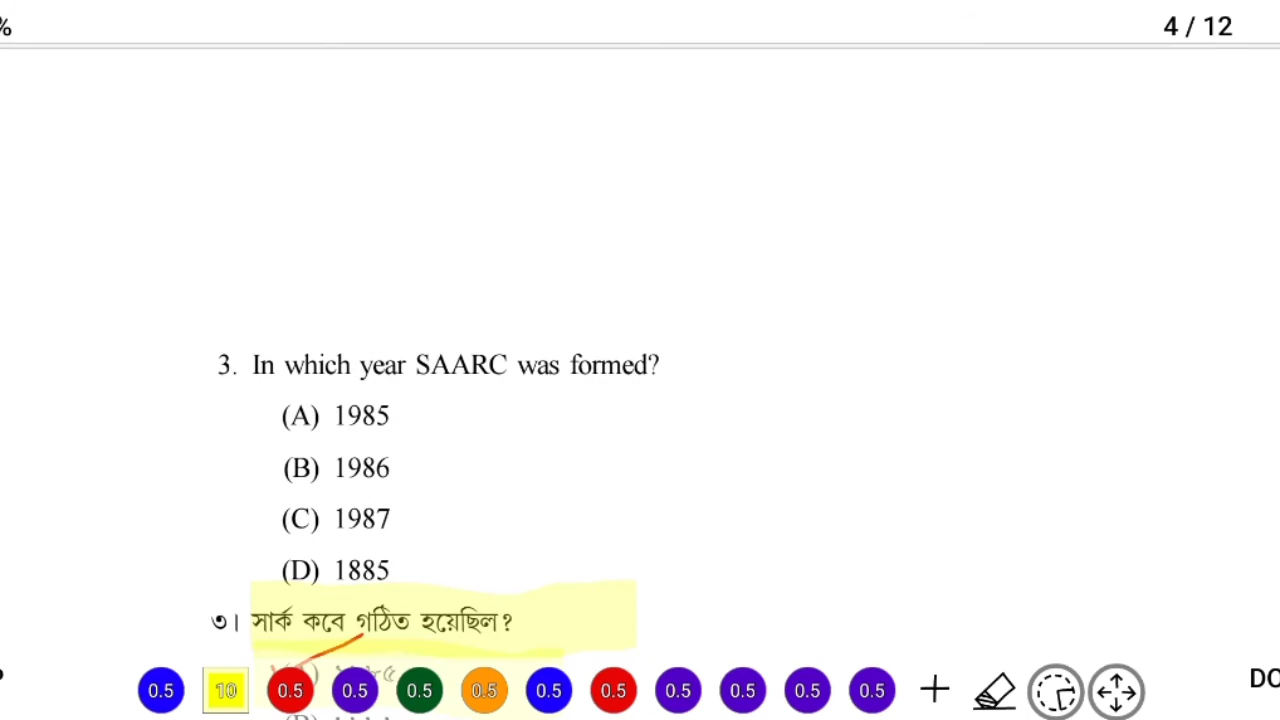 %
4 / 12
3. In which year SAARC was formed?
(A) 1985
(B) 1986
(C) 1987
(D) 1885
৩। সার্ক কবে গঠিত হয়েছিল?
0.5 10 0.5 0.5 0.5 0.5 0.5 0.5 0.5 0.5 0.5 0.5